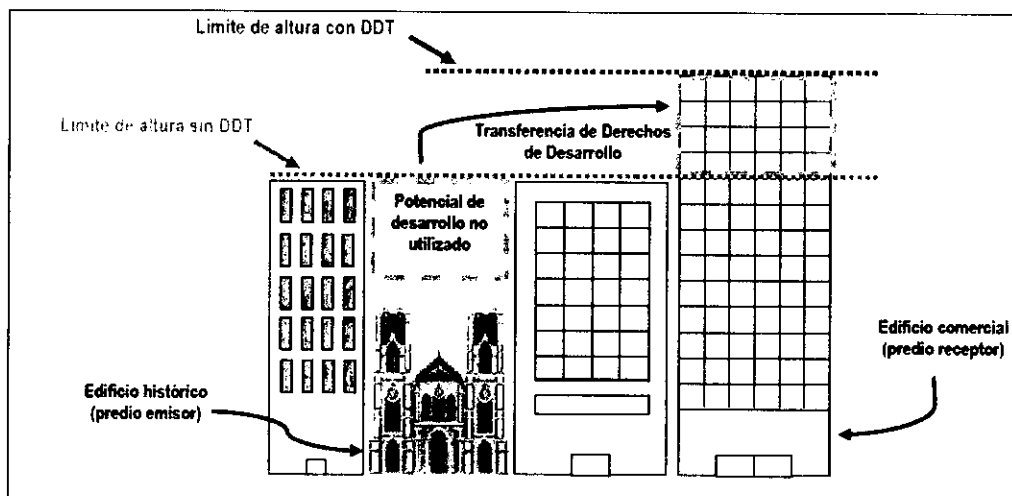 Limite de altura con DDT
Limite de altura sin DDT
Transferencia de Derechos
de Desarrollo
Potencial de
desarrollo no
utilizado
Edificio comercial
(predio receptor)
Edificio histórico
(predio emisor)